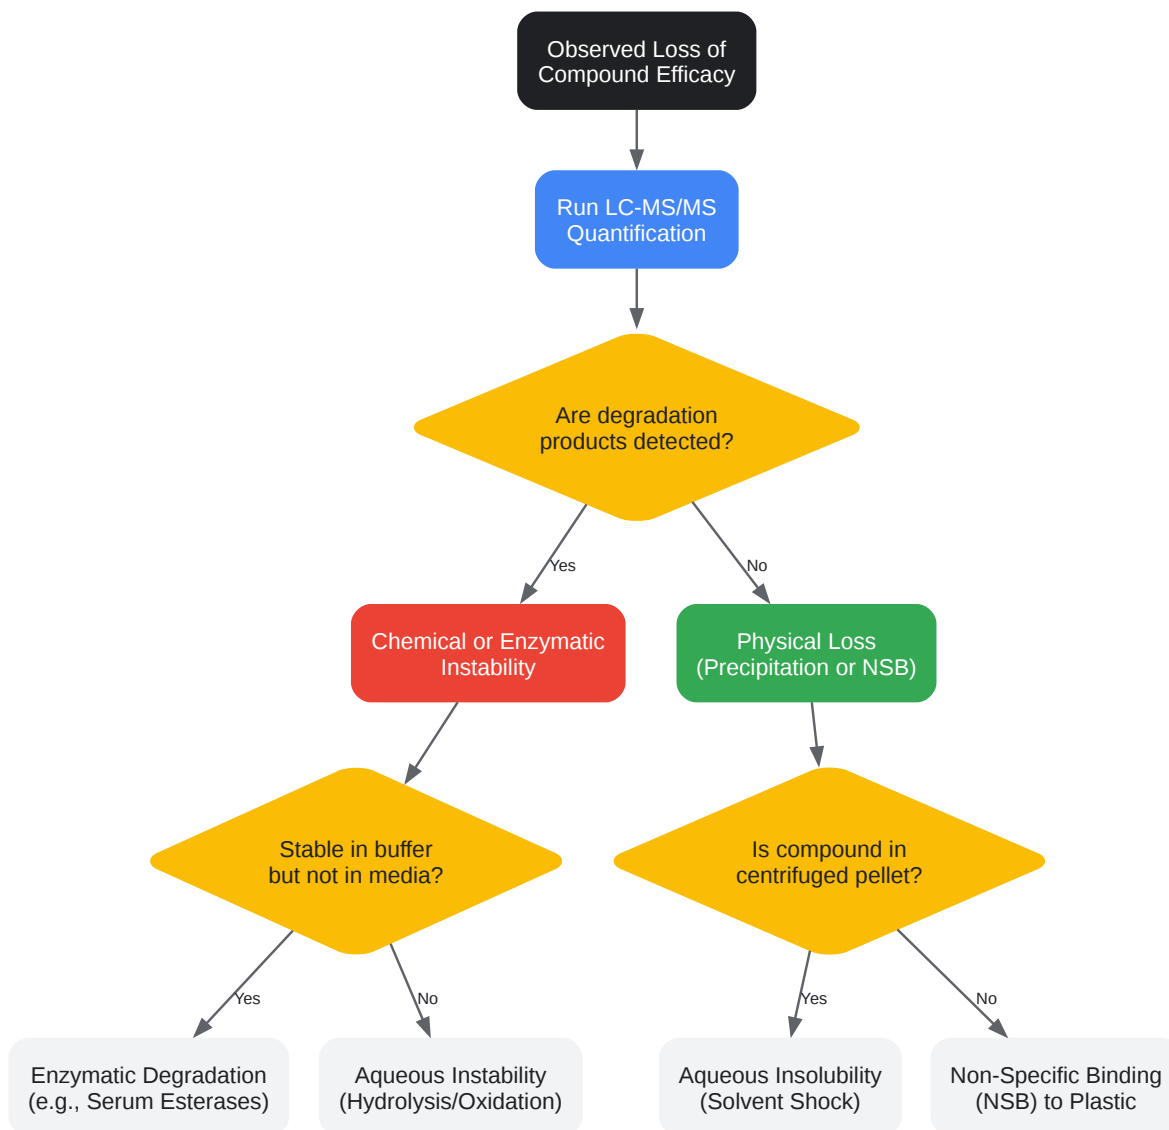 Observed Loss of
Compound Efficacy
Run LC-MS/MS
Quantification
Are degradation
products detected?
Yes
No
Chemical or Enzymatic
Instability
Physical Loss
(Precipitation or NSB)
Stable in buffer
but not in media?
Is compound in
centrifuged pellet?
Yes
No
Yes
No
Enzymatic Degradation
(e.g., Serum Esterases)
Aqueous Instability
(Hydrolysis/Oxidation)
Aqueous Insolubility
(Solvent Shock)
Non-Specific Binding
(NSB) to Plastic